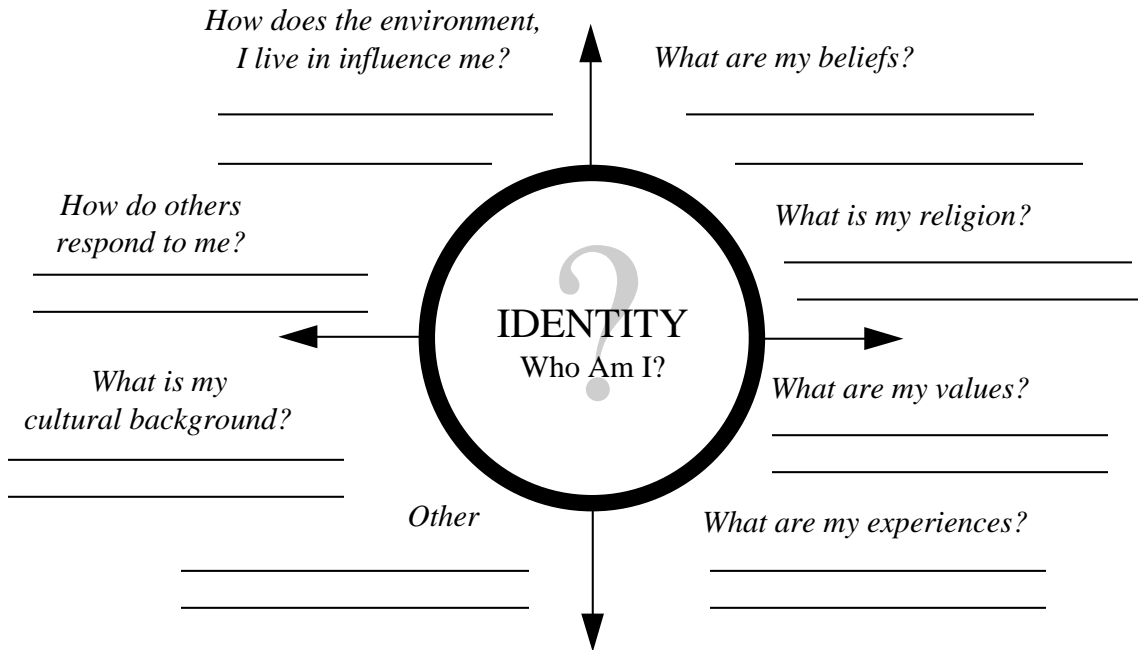 How does the environment,
I live in influence me?
What are my beliefs?
How do others
respond to me?
What is my religion?
?
IDENTITY
Who Am I?
What is my
cultural background?
What are my values?
Other
What are my experiences?